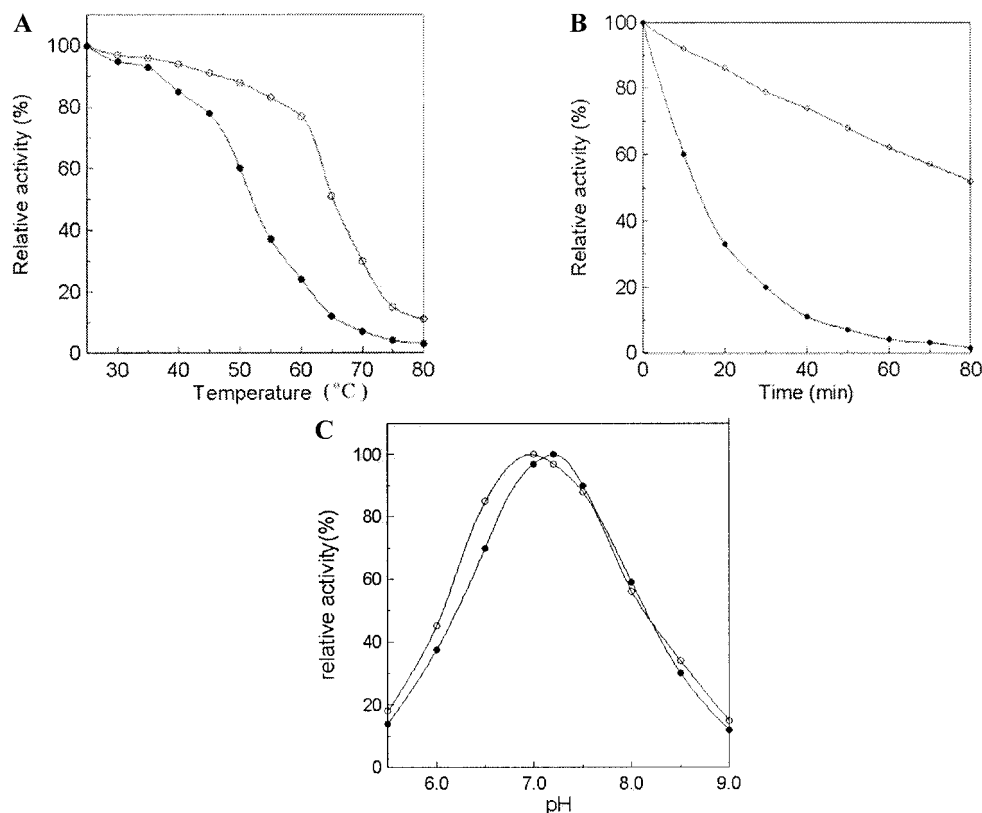 A
Relative activity (%)
100
80
60
40
20
0
30 40 50 60 70 80
Temperature (°C)
B
Relative activity (%)
100
80
60
40
20
0
0 20 40 60 80
Time (min)
C
relative activity(%)
100
80
60
40
20
0
6.0 7.0 8.0 9.0
pH